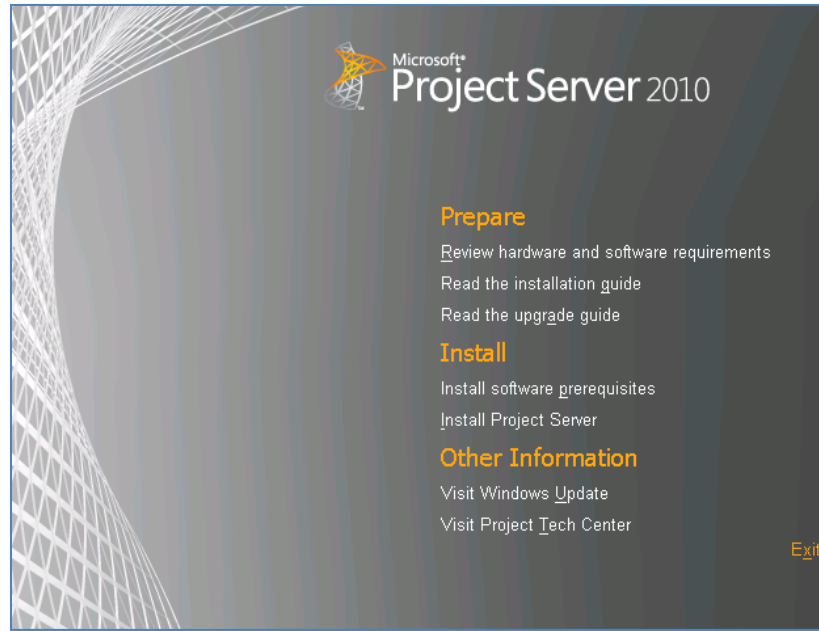 Microsoft®
Project Server 2010
Prepare
Review hardware and software requirements
Read the installation guide
Read the upgrade guide
Install
Install software prerequisites
Install Project Server
Other Information
Visit Windows Update
Visit Project Tech Center
Exit